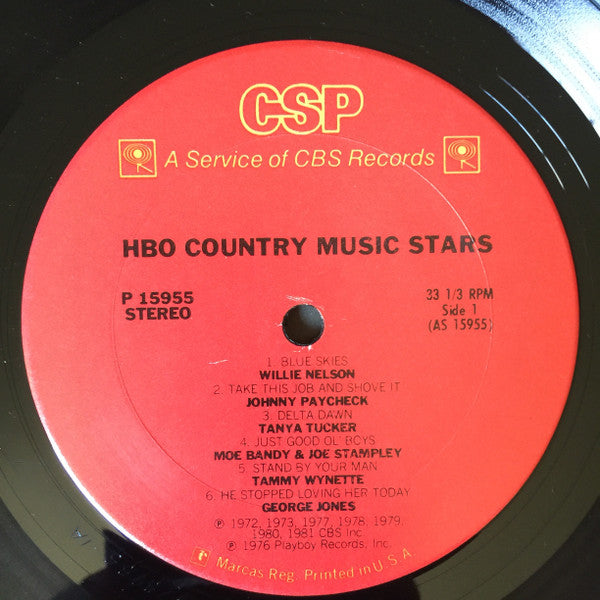 CSP
A Service of CBS Records
HBO COUNTRY MUSIC STARS
P 15955
STEREO
33 1/3 RPM
Side 1
(AS 15955)
1. BLUE SKIES
WILLIE NELSON
2. TAKE THIS JOB AND SHOVE IT
JOHNNY PAYCHECK
3. DELTA DAWN
TANYA TUCKER
4. JUST GOOD OL' BOYS
MOE BANDY & JOE STAMPLEY
5. STAND BY YOUR MAN
TAMMY WYNETTE
6. HE STOPPED LOVING HER TODAY
GEORGE JONES
℗ 1972, 1973, 1977, 1978, 1979,
1980, 1981 CBS Inc
℗ 1976 Playboy Records, Inc.
t Marcas Reg. Printed in U.S.A.